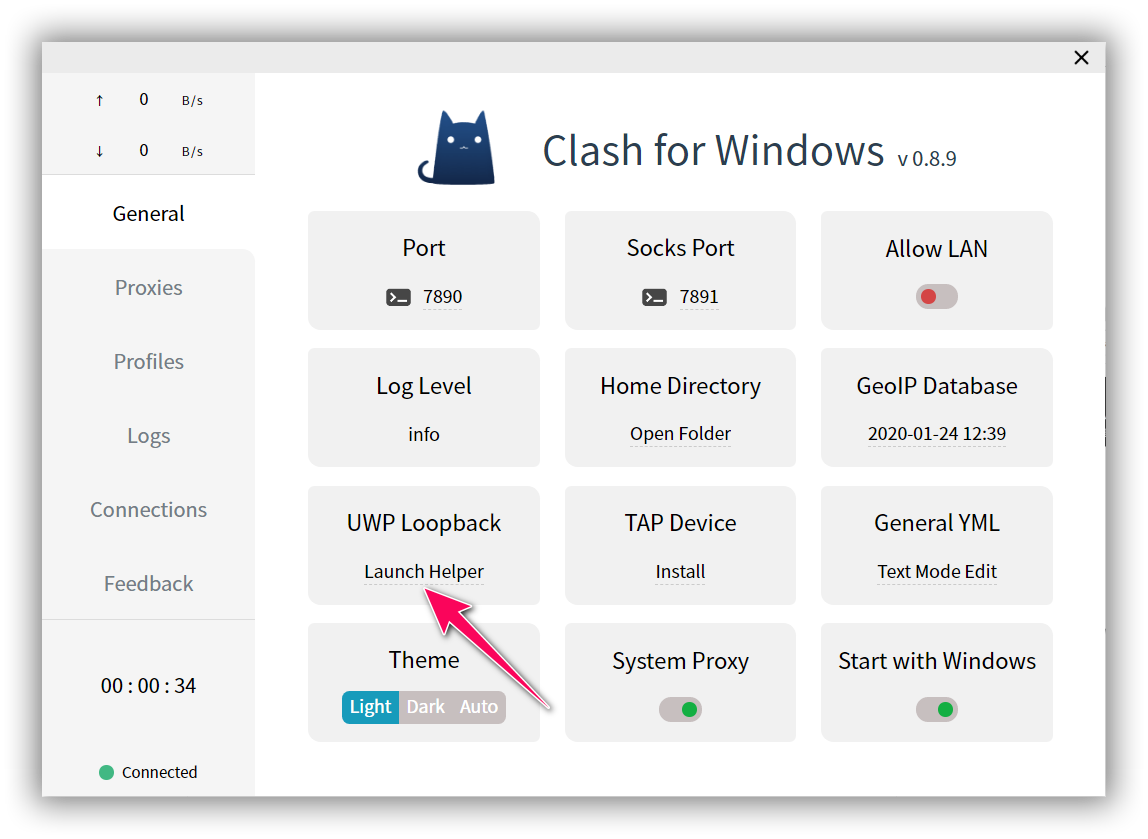 ↑ 0 B/s
↓ 0 B/s
General
Proxies
Profiles
Logs
Connections
Feedback
00 : 00 : 34
Connected
Clash for Windows v 0.8.9
Port
7890
Socks Port
7891
Allow LAN
Log Level
info
Home Directory
Open Folder
GeoIP Database
2020-01-24 12:39
UWP Loopback
Launch Helper
TAP Device
Install
General YML
Text Mode Edit
Theme
Light Dark Auto
System Proxy
Start with Windows